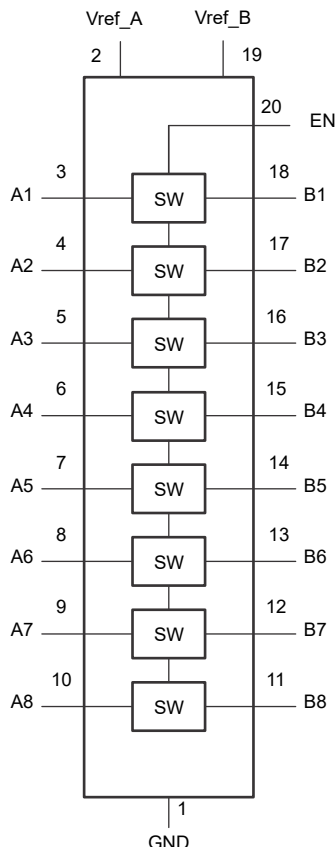 Vref_A Vref_B
2 19
20 EN
3 18
A1 SW B1
4 17
A2 SW B2
5 16
A3 SW B3
6 15
A4 SW B4
7 14
A5 SW B5
8 13
A6 SW B6
9 12
A7 SW B7
10 11
A8 SW B8
1
GND